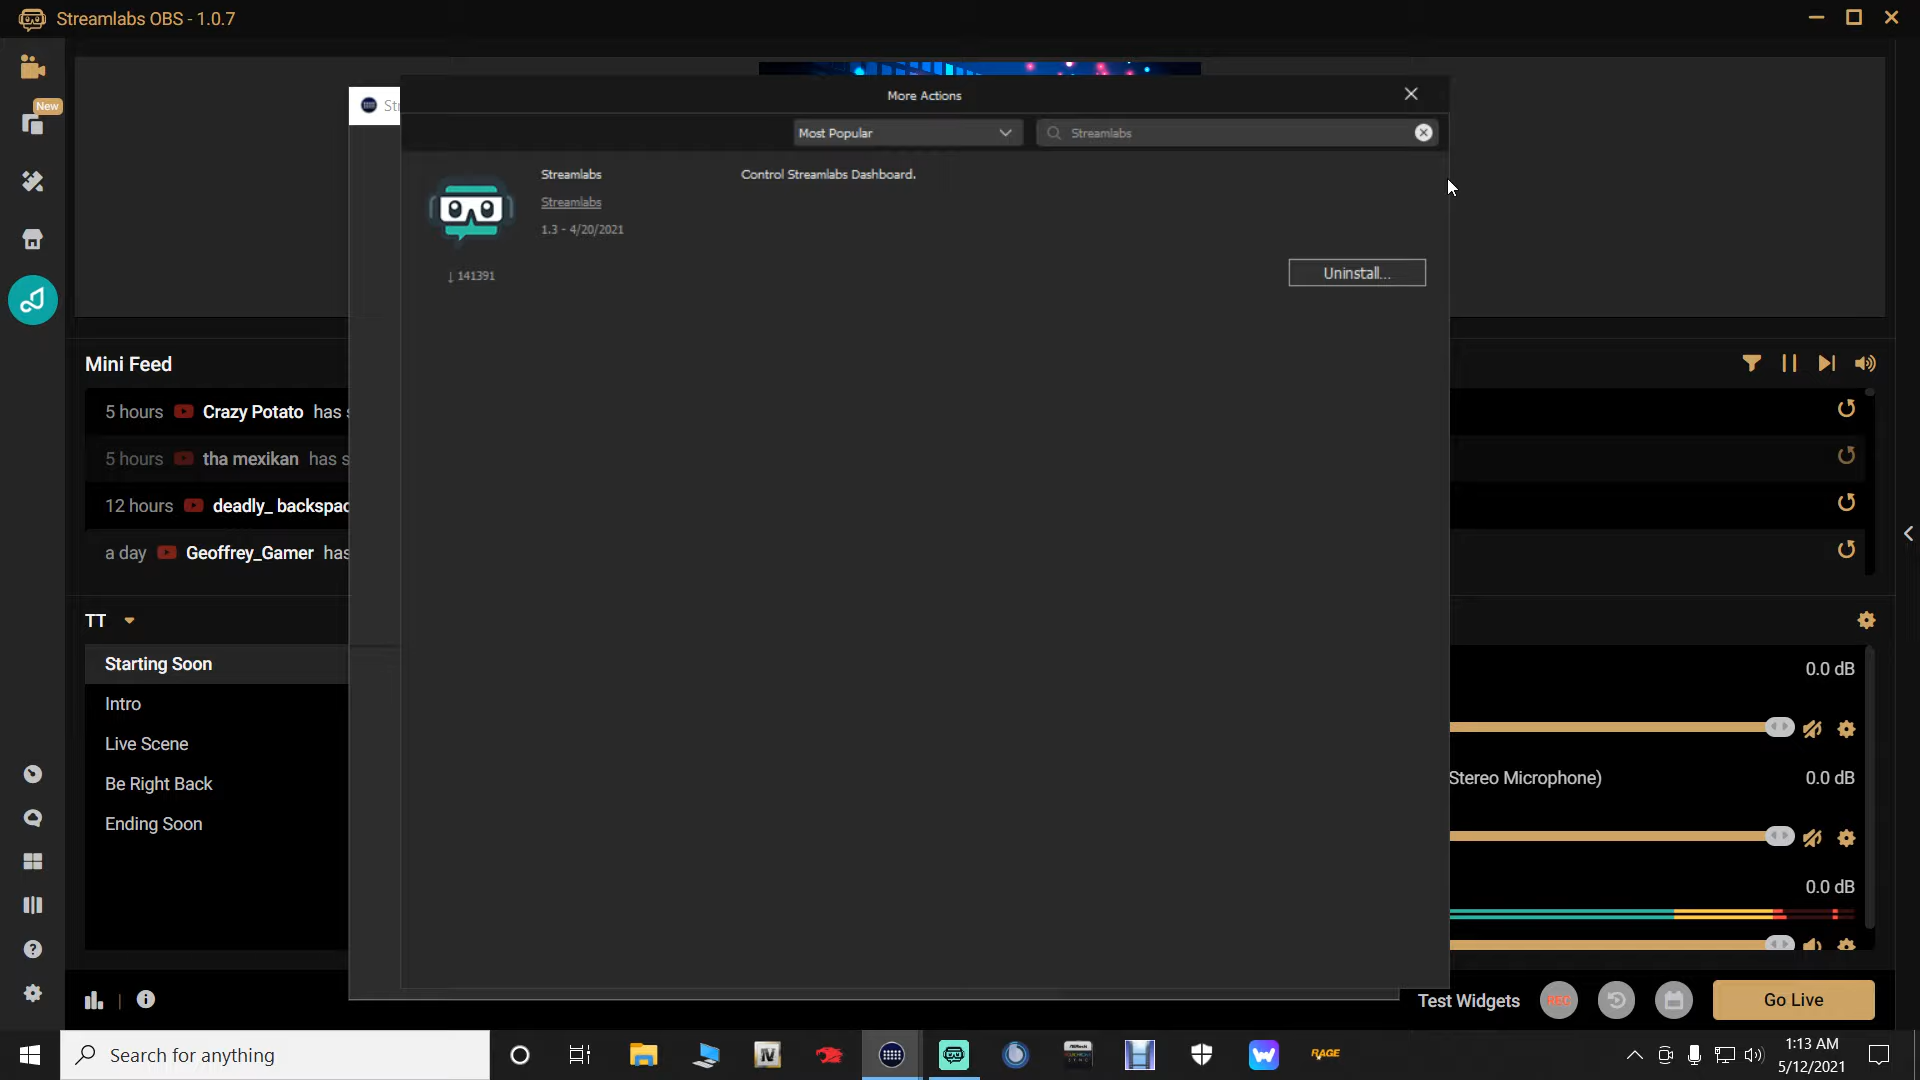 Streamlabs OBS - 1.0.7
New
Str
More Actions
Most Popular
Streamlabs
Streamlabs
Control Streamlabs Dashboard.
Streamlabs
1.3 - 4/20/2021
↓ 141391
Uninstall...
Mini Feed
5 hours Crazy Potato has s
5 hours tha mexikan has s
12 hours deadly_ backspac
a day Geoffrey_Gamer has
TT
Starting Soon
0.0 dB
Intro
Live Scene
Stereo Microphone) 0.0 dB
Be Right Back
Ending Soon
0.0 dB
Test Widgets
REC
Go Live
Search for anything
IV
RAGE
1:13 AM
5/12/2021